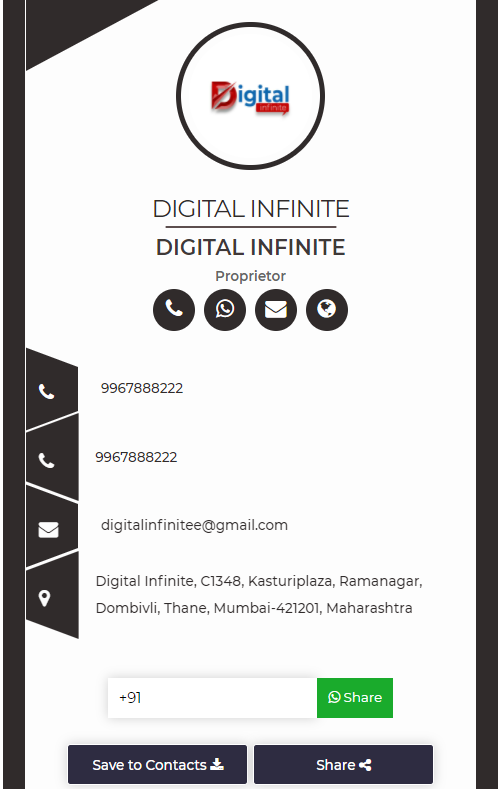 Digital
infinite
DIGITAL INFINITE
DIGITAL INFINITE
Proprietor
9967888222
9967888222
digitalinfinitee@gmail.com
Digital Infinite, C1348, Kasturiplaza, Ramanagar,
Dombivli, Thane, Mumbai-421201, Maharashtra
+91 Share
Save to Contacts Share